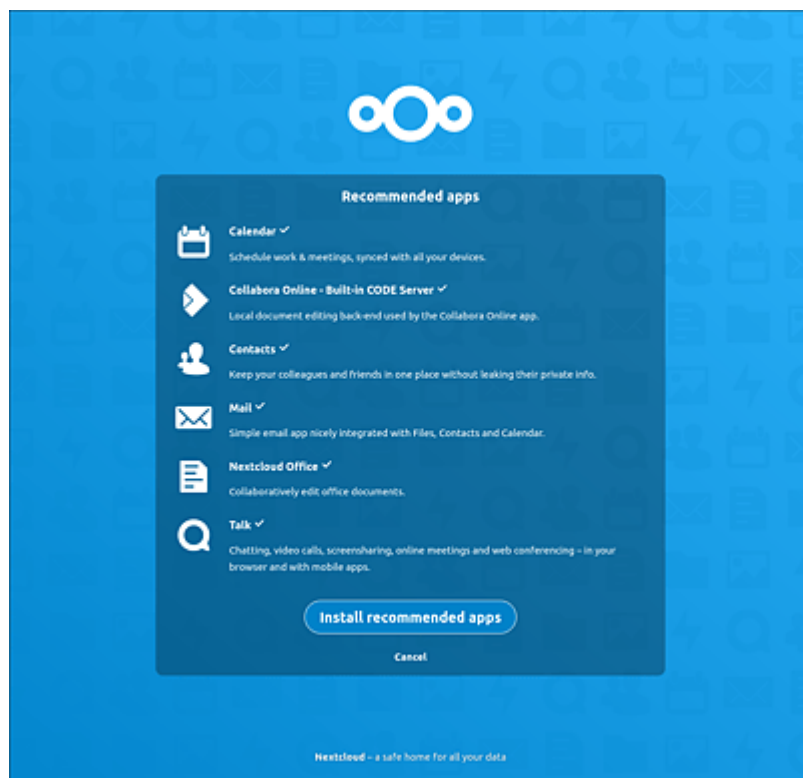 Recommended apps
Calendar ✓
Schedule work & meetings, synced with all your devices.
Collabora Online - Built-in CODE Server ✓
Local document editing back-end used by the Collabora Online app.
Contacts ✓
Keep your colleagues and friends in one place without leaking their private info.
Mail ✓
Simple email app nicely integrated with Files, Contacts and Calendar.
Nextcloud Office ✓
Collaboratively edit office documents.
Talk ✓
Chatting, video calls, screensharing, online meetings and web conferencing – in your
browser and with mobile apps.
Install recommended apps
Cancel
Nextcloud – a safe home for all your data